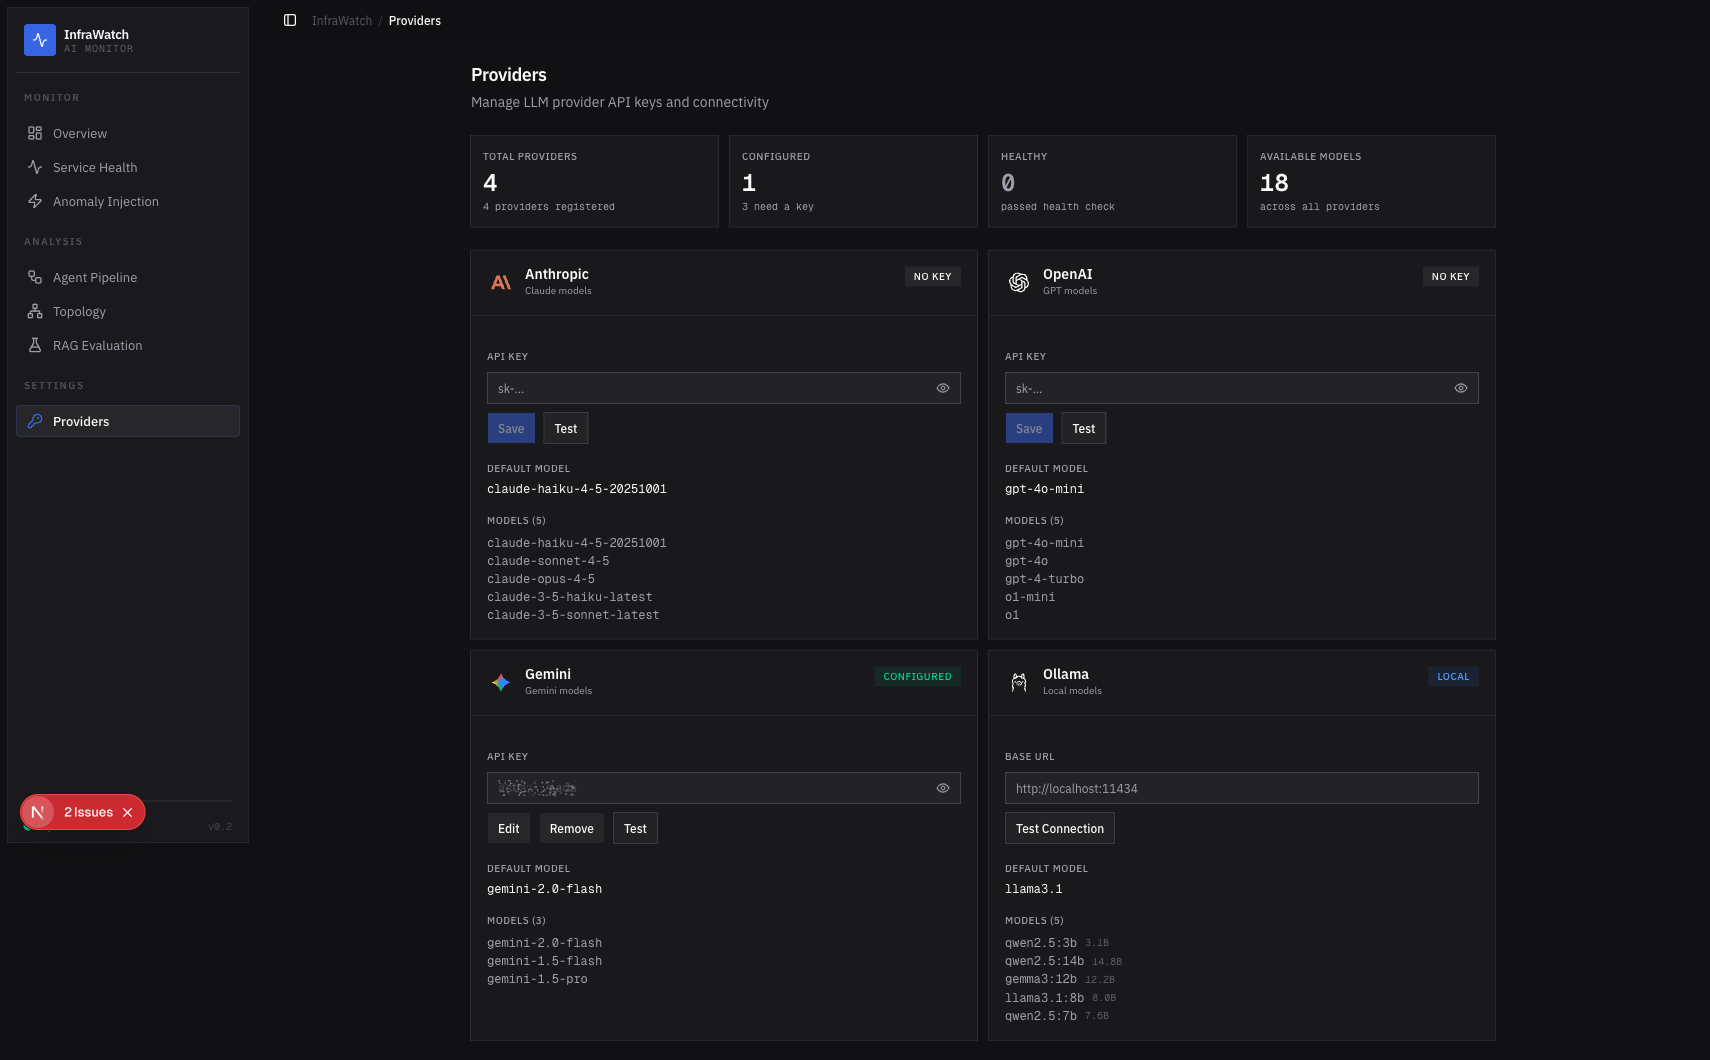 InfraWatch
AI MONITOR
MONITOR
Overview
Service Health
Anomaly Injection
ANALYSIS
Agent Pipeline
Topology
RAG Evaluation
SETTINGS
Providers
N 2 Issues
v0.2
InfraWatch / Providers
Providers
Manage LLM provider API keys and connectivity
TOTAL PROVIDERS
4
4 providers registered
CONFIGURED
1
3 need a key
HEALTHY
0
passed health check
AVAILABLE MODELS
18
across all providers
Anthropic
Claude models
NO KEY
API KEY
sk-...
Save Test
DEFAULT MODEL
claude-haiku-4-5-20251001
MODELS (5)
claude-haiku-4-5-20251001
claude-sonnet-4-5
claude-opus-4-5
claude-3-5-haiku-latest
claude-3-5-sonnet-latest
OpenAI
GPT models
NO KEY
API KEY
sk-...
Save Test
DEFAULT MODEL
gpt-4o-mini
MODELS (5)
gpt-4o-mini
gpt-4o
gpt-4-turbo
o1-mini
o1
Gemini
Gemini models
CONFIGURED
API KEY
Edit Remove Test
DEFAULT MODEL
gemini-2.0-flash
MODELS (3)
gemini-2.0-flash
gemini-1.5-flash
gemini-1.5-pro
Ollama
Local models
LOCAL
BASE URL
http://localhost:11434
Test Connection
DEFAULT MODEL
llama3.1
MODELS (5)
qwen2.5:3b 3.1B
qwen2.5:14b 14.8B
gemma3:12b 12.2B
llama3.1:8b 8.0B
qwen2.5:7b 7.6B